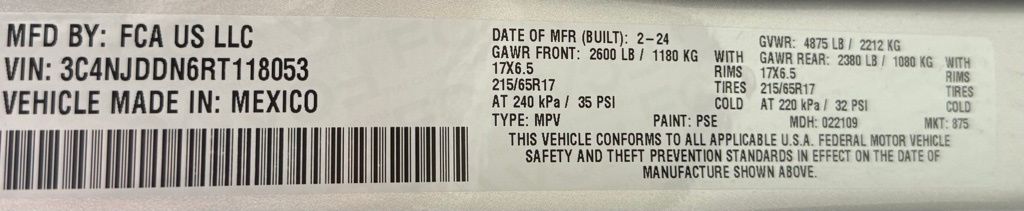 MFD BY: FCA US LLC
VIN: 3C4NJDDN6RT118053
VEHICLE MADE IN: MEXICO
DATE OF MFR (BUILT): 2-24
GVWR: 4875 LB / 2212 KG
GAWR FRONT: 2600 LB / 1180 KG WITH
GAWR REAR: 2380 LB / 1080 KG WITH
17X6.5 RIMS
17X6.5 RIMS
215/65R17 TIRES
215/65R17 TIRES
AT 240 kPa / 35 PSI COLD
AT 220 kPa / 32 PSI COLD
TYPE: MPV PAINT: PSE MDH: 022109 MKT: 875
THIS VEHICLE CONFORMS TO ALL APPLICABLE U.S.A. FEDERAL MOTOR VEHICLE
SAFETY AND THEFT PREVENTION STANDARDS IN EFFECT ON THE DATE OF
MANUFACTURE SHOWN ABOVE.